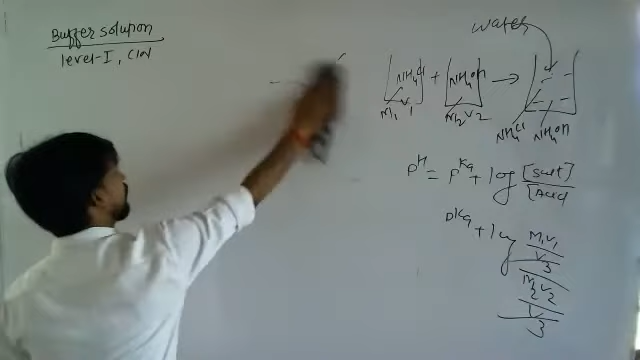 Buffer solution
level-I, Class
water
NH4Cl + NH4OH →
M1 V1 M2 V2
NH4Cl NH4OH
PH = PKa + log [salt]
[Acid
PKa + log M1V1
V3
M2V2
V3